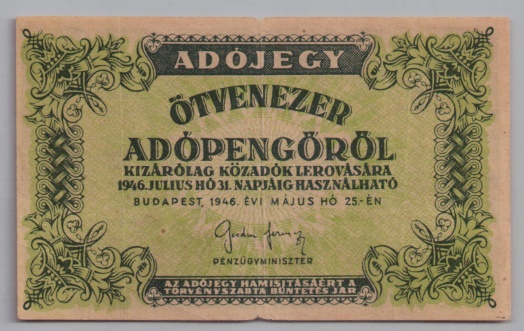 ADÓJEGY
ÖTVENEZER
ADÓPENGŐRŐL
KIZÁRÓLAG KÖZADÓK LEROVÁSÁRA
1946. JULIUS HÓ 31. NAPJÁIG HASZNÁLHATÓ
BUDAPEST, 1946. ÉVI MÁJUS HÓ 25.-ÉN
PÉNZÜGYMINISZTER
AZ ADÓJEGY HAMISITÁSÁÉRT A
TÖRVÉNYSZABTA BÜNTETÉS JÁR